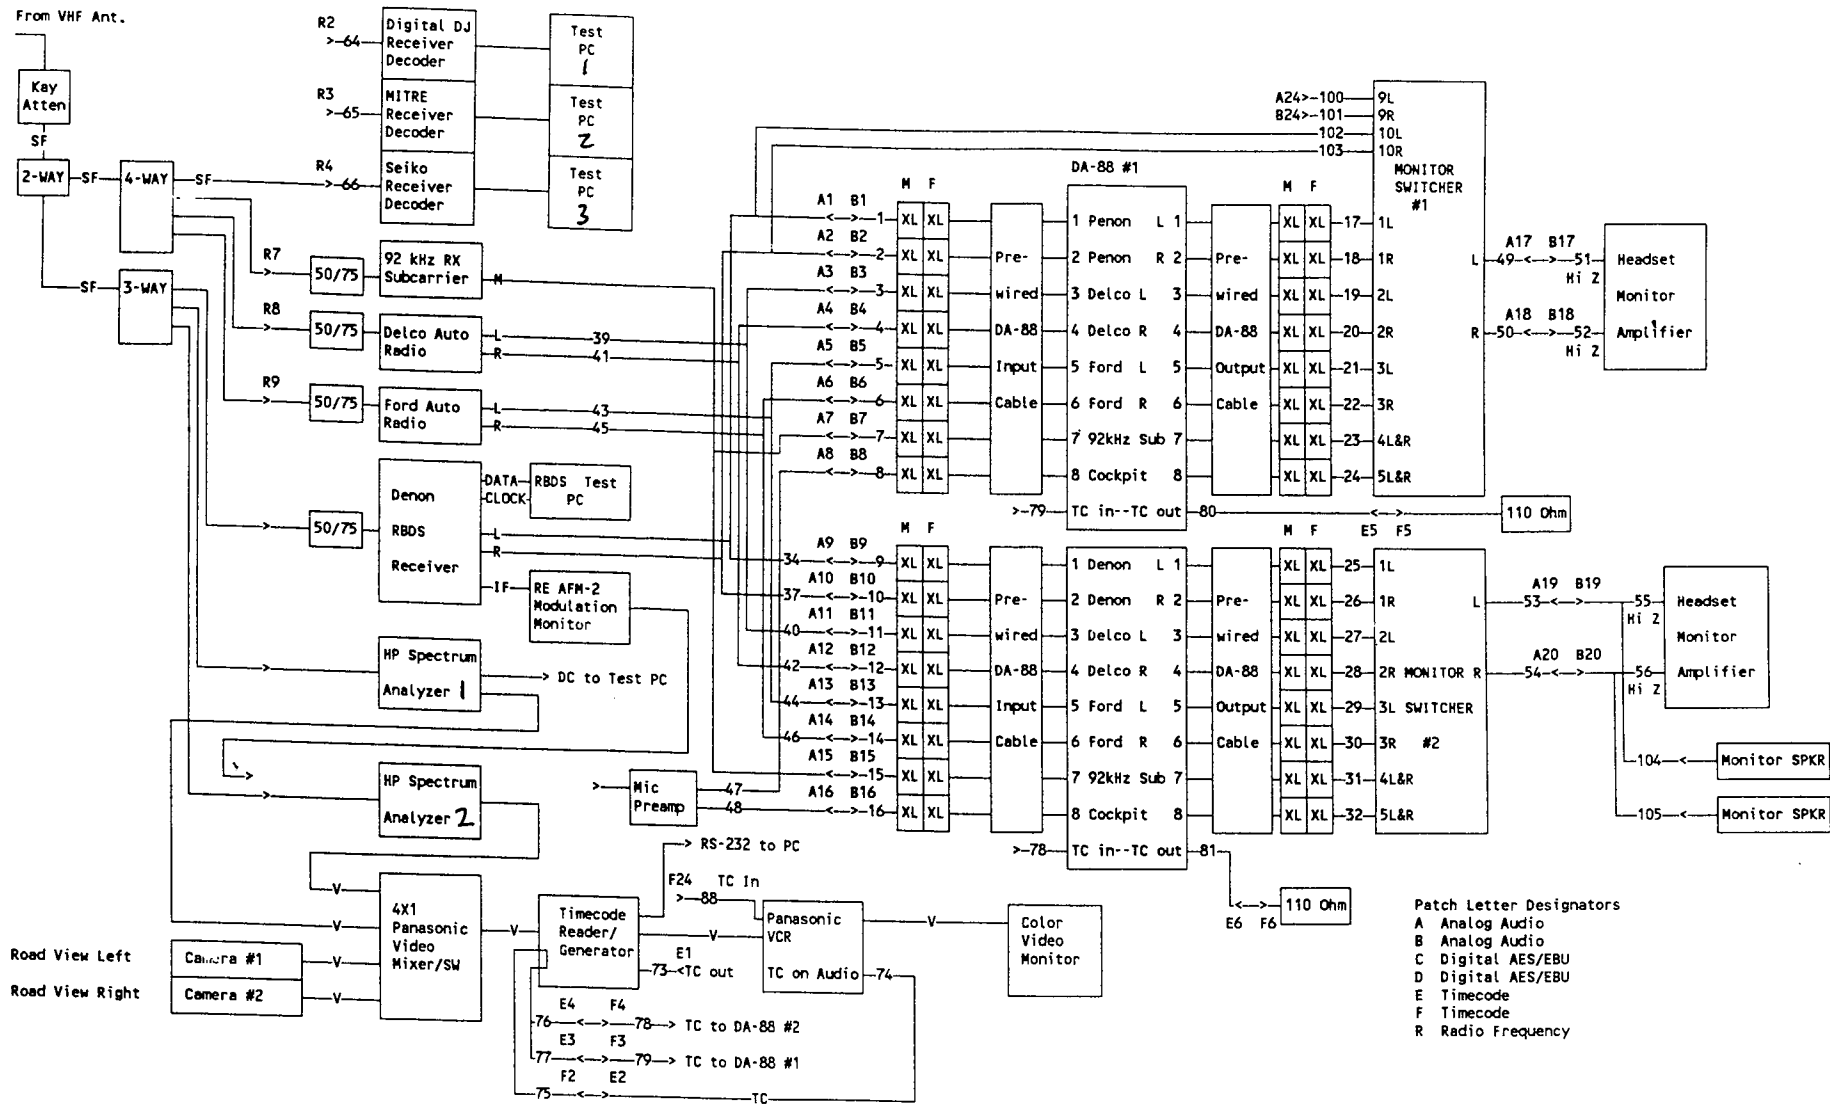 From VHF Ant.
Kay
Atten
SF
2-WAY
SF
4-WAY
SF
SF
3-WAY
R2
>-64
Digital DJ
Receiver
Decoder
Test
PC
1
R3
>-65
MITRE
Receiver
Decoder
Test
PC
2
R4
>-66
Seiko
Receiver
Decoder
Test
PC
3
R7
50/75
92 kHz RX
Subcarrier
M
R8
50/75
Delco Auto
Radio
L
39
R
41
R9
50/75
Ford Auto
Radio
L
43
R
45
50/75
Denon
RBDS
Receiver
DATA
CLOCK
RBDS Test
PC
L
R
IF
RE AFM-2
Modulation
Monitor
HP Spectrum
Analyzer 1
> DC to Test PC
HP Spectrum
Analyzer 2
Mic
Preamp
47
48
A1 B1
1
A2 B2
2
A3 B3
3
A4 B4
4
A5 B5
5
A6 B6
6
A7 B7
7
A8 B8
8
M F
XL XL
XL XL
XL XL
XL XL
XL XL
XL XL
XL XL
XL XL
Pre-
wired
DA-88
Input
Cable
DA-88 #1
1 Penon L 1
2 Penon R 2
3 Delco L 3
4 Delco R 4
5 Ford L 5
6 Ford R 6
7 92kHz Sub 7
8 Cockpit 8
>-79
TC in--TC out
80
110 Ohm
E5 F5
Pre-
wired
DA-88
Output
Cable
M F
XL XL 17 1L
XL XL 18 1R
XL XL 19 2L
XL XL 20 2R
XL XL 21 3L
XL XL 22 3R
XL XL 23 4L&R
XL XL 24 5L&R
A24>-100 9L
B24>-101 9R
102 10L
103 10R
MONITOR
SWITCHER
#1
L
A17 B17
49 <--> 51
Hi Z
R
A18 B18
50 <--> 52
Hi Z
Headset
Monitor
Amplifier
34
A9 B9
9
37
A10 B10
10
40
A11 B11
11
42
A12 B12
12
44
A13 B13
13
46
A14 B14
14
A15 B15
15
A16 B16
16
M F
XL XL
XL XL
XL XL
XL XL
XL XL
XL XL
XL XL
XL XL
Pre-
wired
DA-88
Input
Cable
1 Denon L 1
2 Denon R 2
3 Delco L 3
4 Delco R 4
5 Ford L 5
6 Ford R 6
7 92kHz Sub 7
8 Cockpit 8
>-78
TC in--TC out
81
E6 F6
110 Ohm
Pre-
wired
DA-88
Output
Cable
M F
XL XL 25 1L
XL XL 26 1R
XL XL 27 2L
XL XL 28 2R MONITOR R
XL XL 29 3L SWITCHER
XL XL 30 3R #2
XL XL 31 4L&R
XL XL 32 5L&R
L
A19 B19
53 <--> 55
Hi Z
A20 B20
54 <--> 56
Hi Z
Headset
Monitor
Amplifier
104
Monitor SPKR
105
Monitor SPKR
V
V
V
V
4X1
Panasonic
Video
Mixer/SW
Road View Left
Camera #1
Road View Right
Camera #2
V
Timecode
Reader/
Generator
> RS-232 to PC
F24 TC In
>-88
V
E1
73-<TC out
Panasonic
VCR
TC on Audio
74
V
Color
Video
Monitor
E4 F4
76 <--> 78-> TC to DA-88 #2
E3 F3
77 <--> 79-> TC to DA-88 #1
F2 E2
75 <--> TC
Patch Letter Designators
A Analog Audio
B Analog Audio
C Digital AES/EBU
D Digital AES/EBU
E Timecode
F Timecode
R Radio Frequency